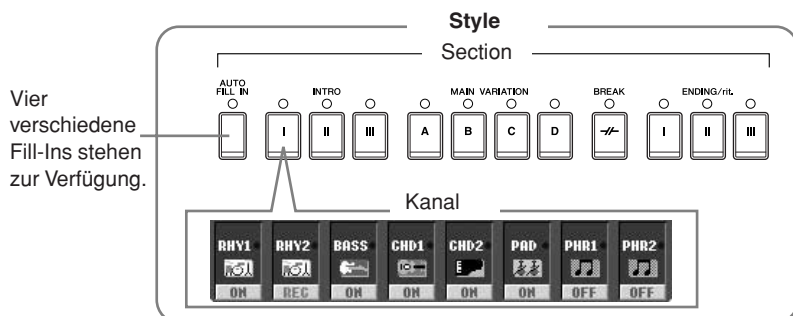 Style
Section
AUTO
FILL IN
INTRO
MAIN VARIATION
BREAK
ENDING/rit.
I II III A B C D I II III
Vier
verschiedene
Fill-Ins stehen
zur Verfügung.
Kanal
RHY1 RHY2 BASS CHD1 CHD2 PAD PHR1 PHR2
ON REC ON ON ON ON OFF OFF